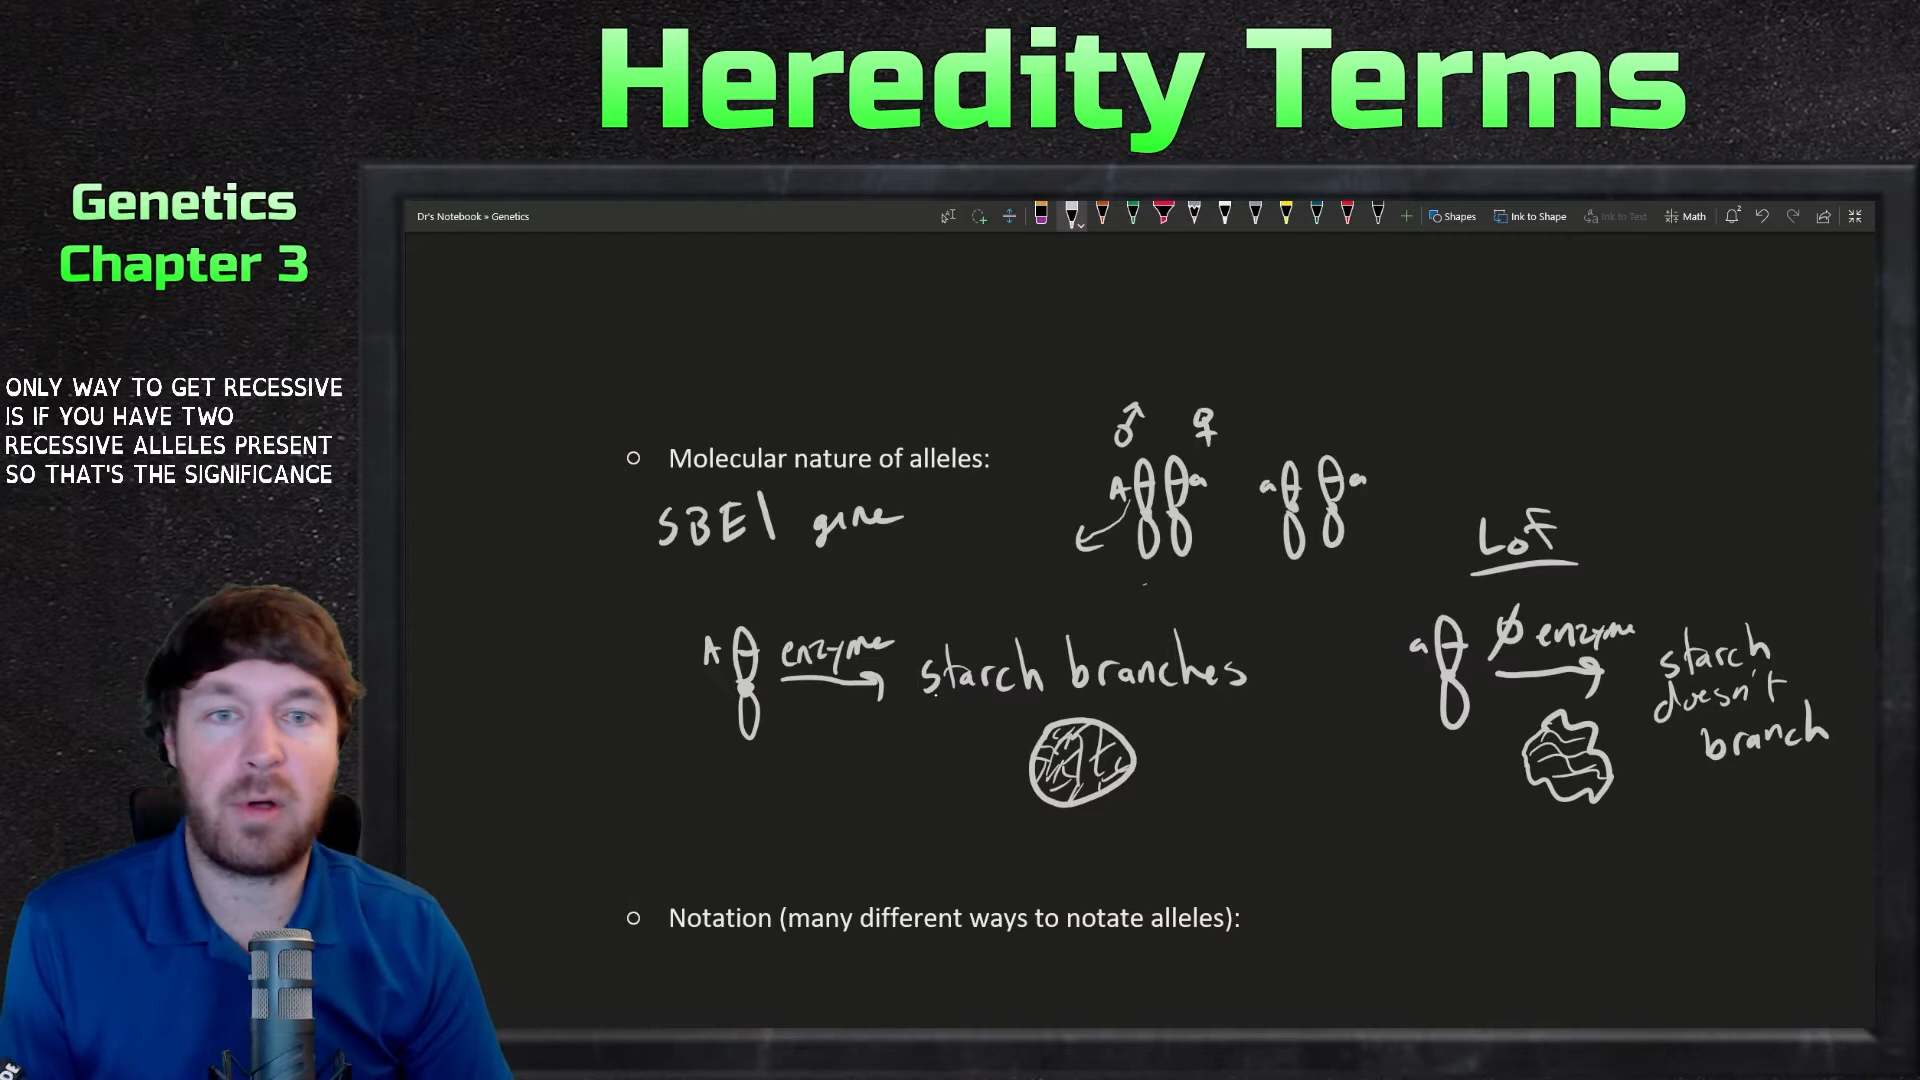 Heredity Terms
Genetics
Chapter 3
Dr's Notebook » Genetics
Shapes
Ink to Shape
Ink to Text
Math
ONLY WAY TO GET RECESSIVE
IS IF YOU HAVE TWO
RECESSIVE ALLELES PRESENT
SO THAT'S THE SIGNIFICANCE
♂ ♀
Molecular nature of alleles:
A a a a
SBE1 gene
LoF
A enzyme starch branches
a Ø enzyme starch
doesn't
branch
Notation (many different ways to notate alleles):